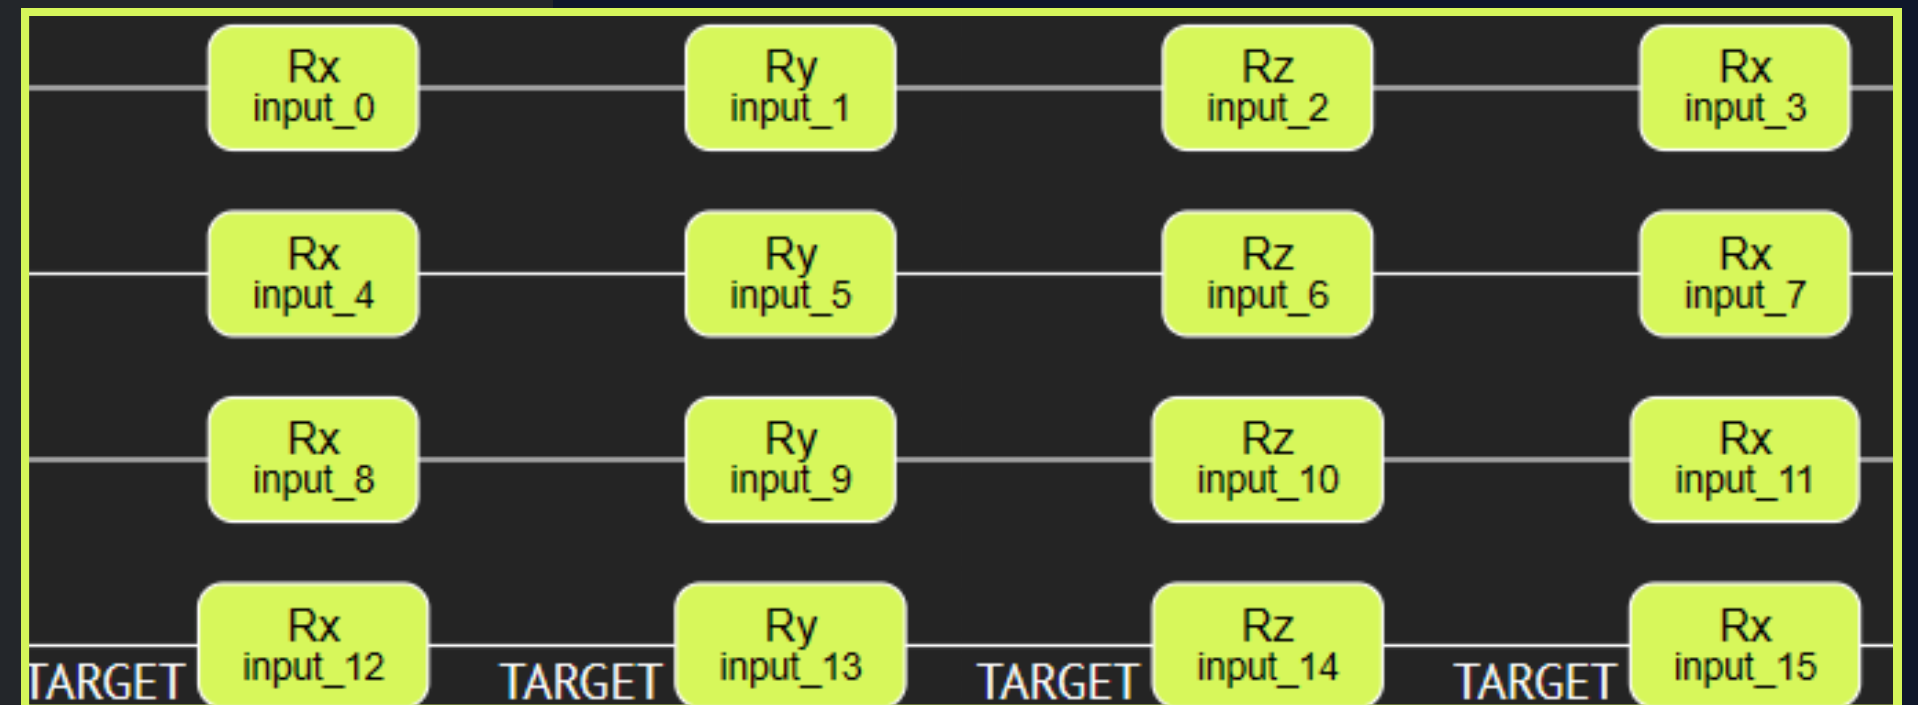 Rx
input_0
Ry
input_1
Rz
input_2
Rx
input_3
Rx
input_4
Ry
input_5
Rz
input_6
Rx
input_7
Rx
input_8
Ry
input_9
Rz
input_10
Rx
input_11
TARGET
Rx
input_12
TARGET
Ry
input_13
TARGET
Rz
input_14
TARGET
Rx
input_15